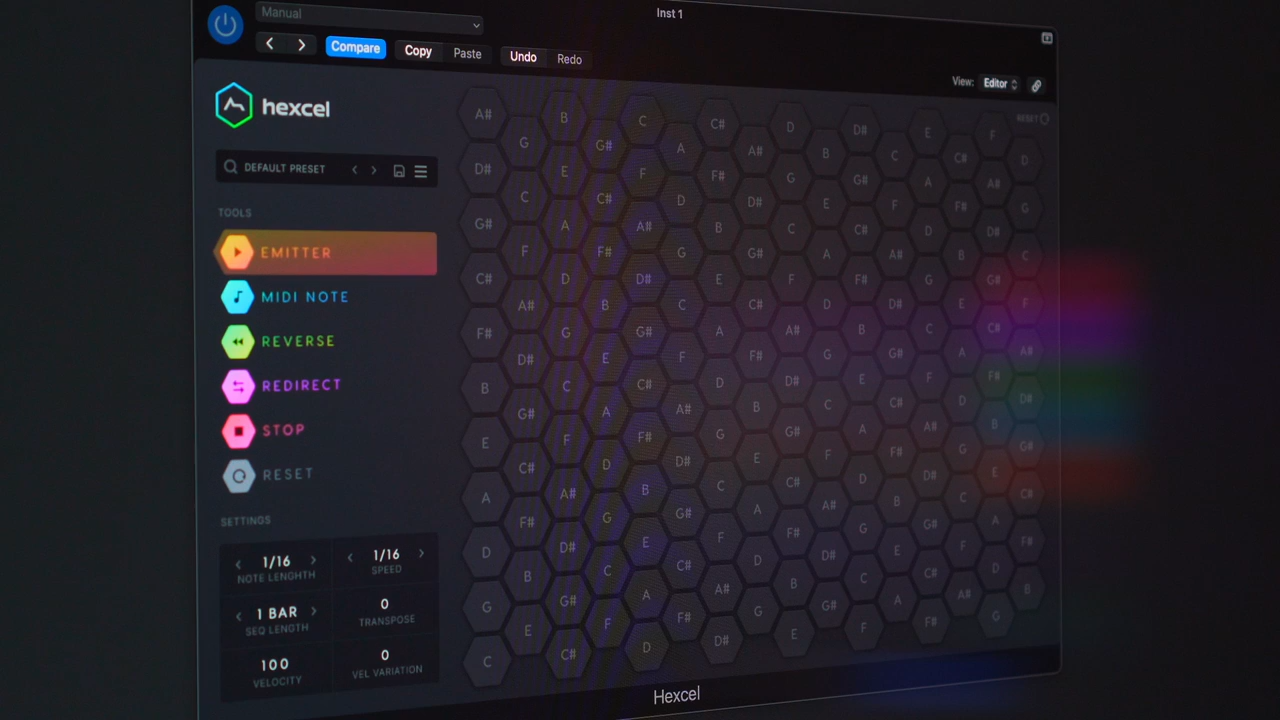 Inst 1
Manual
Compare
Copy
Paste
Undo
Redo
View:
Editor
hexcel
RESET
DEFAULT PRESET
TOOLS
EMITTER
MIDI NOTE
REVERSE
REDIRECT
STOP
RESET
SETTINGS
1/16
NOTE LENGHTH
1/16
SPEED
1 BAR
SEQ LENGTH
0
TRANSPOSE
100
VELOCITY
0
VEL VARIATION
A#
D#
G#
C#
F#
B
E
A
D
G
C
G
C
F
A#
D#
G#
C#
F#
B
E
B
E
A
D
G
C
F
A#
D#
G#
C#
G#
C#
F#
B
E
A
D
G
C
F
C
F
A#
D#
G#
C#
F#
B
E
A
D
A
D
G
C
F
A#
D#
G#
C#
F#
C#
F#
B
E
A
D
G
C
F
A#
D#
A#
D#
G#
C#
F#
B
E
A
D
G
D
G
C
F
A#
D#
G#
C#
F#
B
E
B
E
A
D
G
C
F
A#
D#
G#
D#
G#
C#
F#
B
E
A
D
G
C
F
C
F
A#
D#
G#
C#
F#
B
E
A
E
A
D
G
C
F
A#
D#
G#
C#
F#
C#
F#
B
E
A
D
G
C
F
A#
F
A#
D#
G#
C#
F#
B
E
A
D
G
D
G
C
F
A#
D#
G#
C#
F#
B
Hexcel